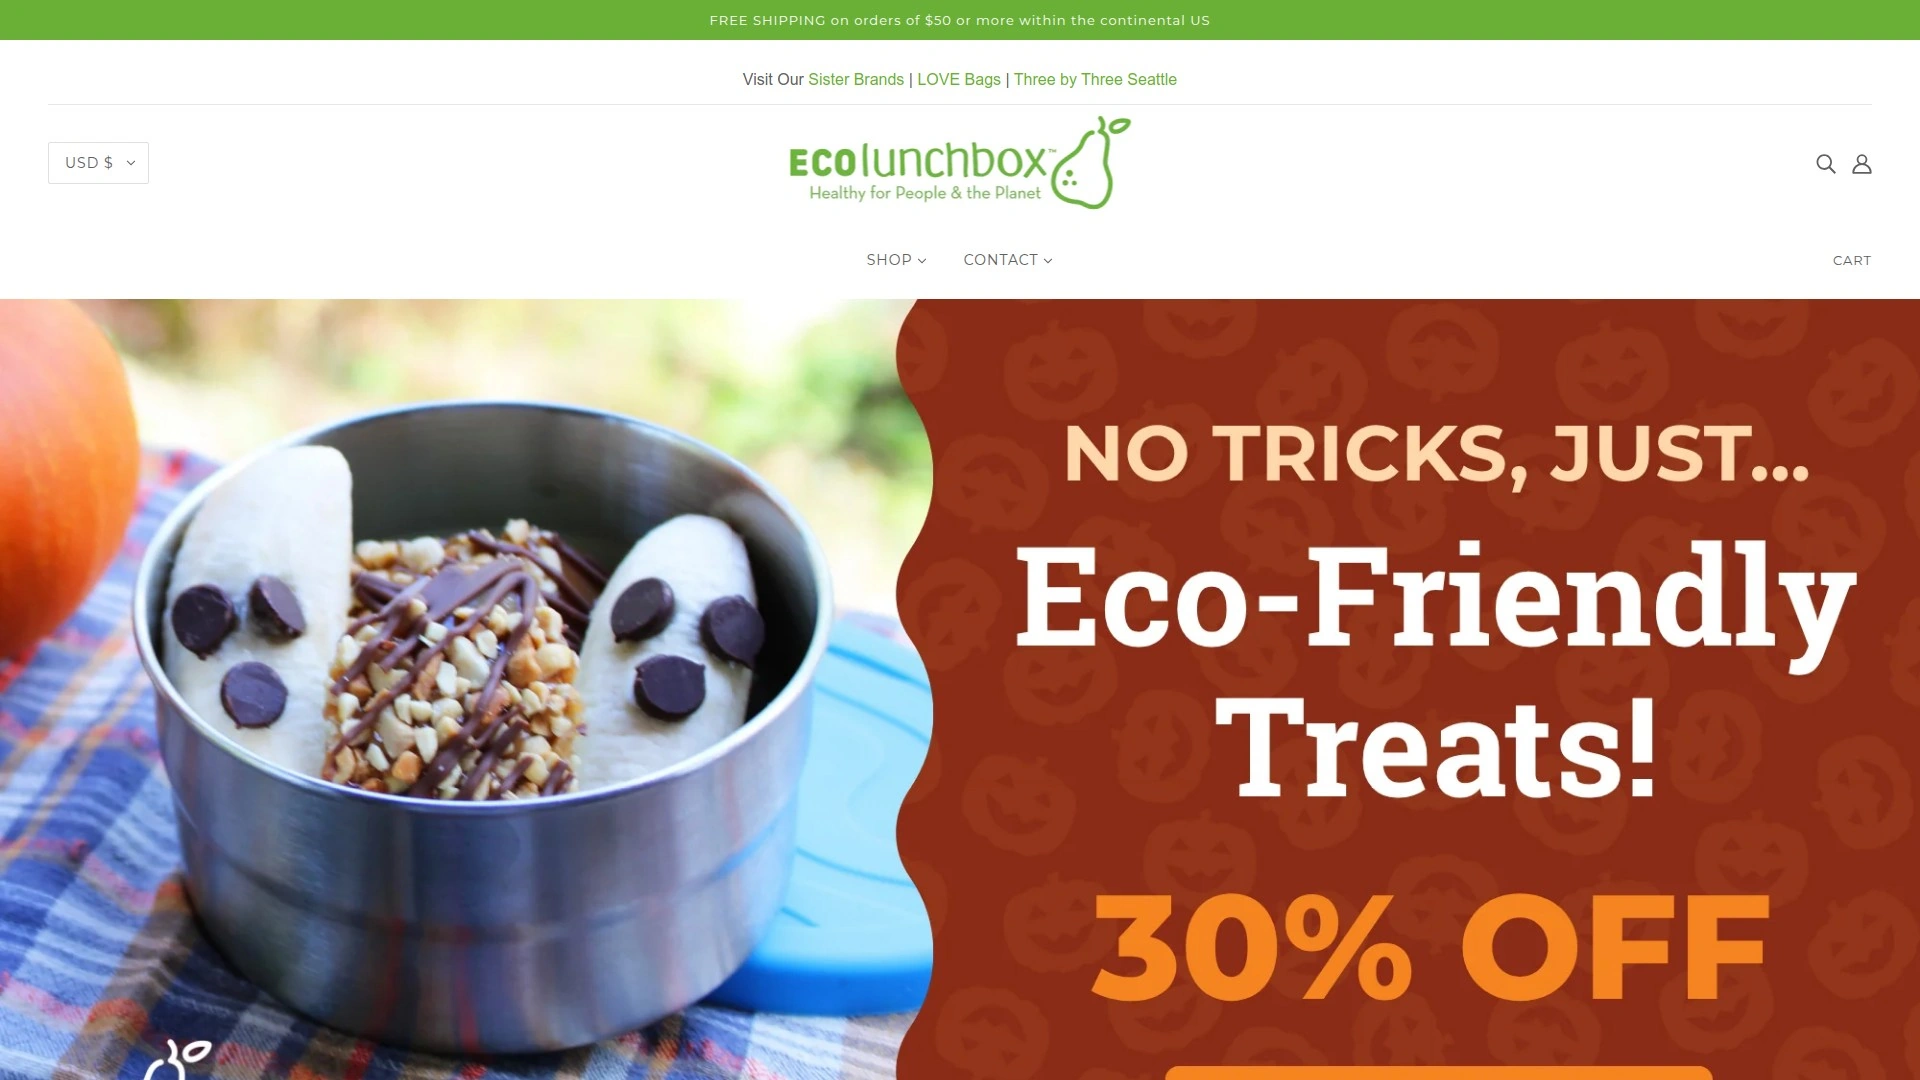 FREE SHIPPING on orders of $50 or more within the continental US
Visit Our Sister Brands | LOVE Bags | Three by Three Seattle
USD $
ECOlunchbox™
Healthy for People & the Planet
SHOP
CONTACT
CART
NO TRICKS, JUST...
Eco-Friendly
Treats!
30% OFF